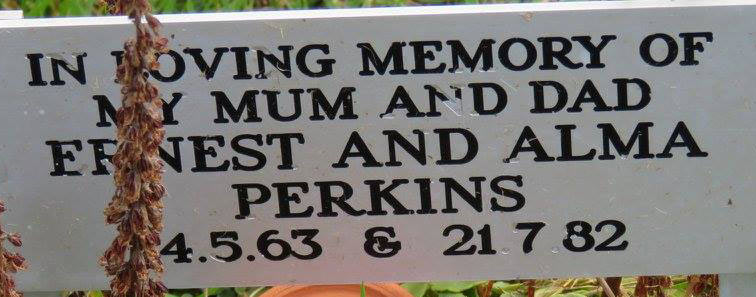 IN LOVING MEMORY OF
MY MUM AND DAD
ERNEST AND ALMA
PERKINS
4.5.63 & 21 7 82